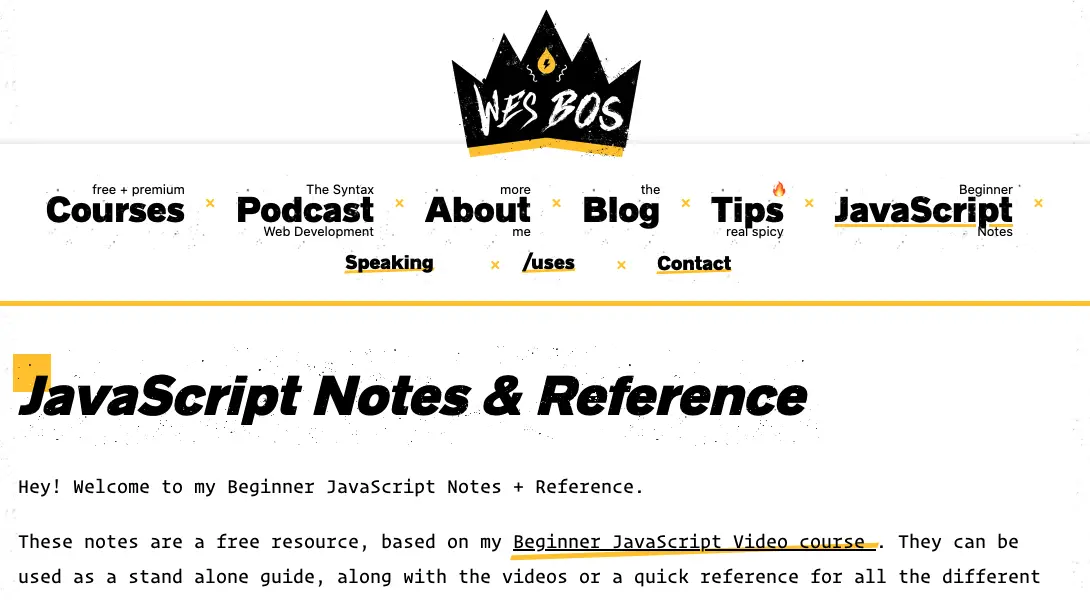 WES BOS
free + premium
Courses
The Syntax
Podcast
Web Development
more
About
me
the
Blog
Tips
real spicy
Beginner
JavaScript
Notes
Speaking × /uses × Contact
JavaScript Notes & Reference
Hey! Welcome to my Beginner JavaScript Notes + Reference.
These notes are a free resource, based on my Beginner JavaScript Video course . They can be
used as a stand alone guide, along with the videos or a quick reference for all the different